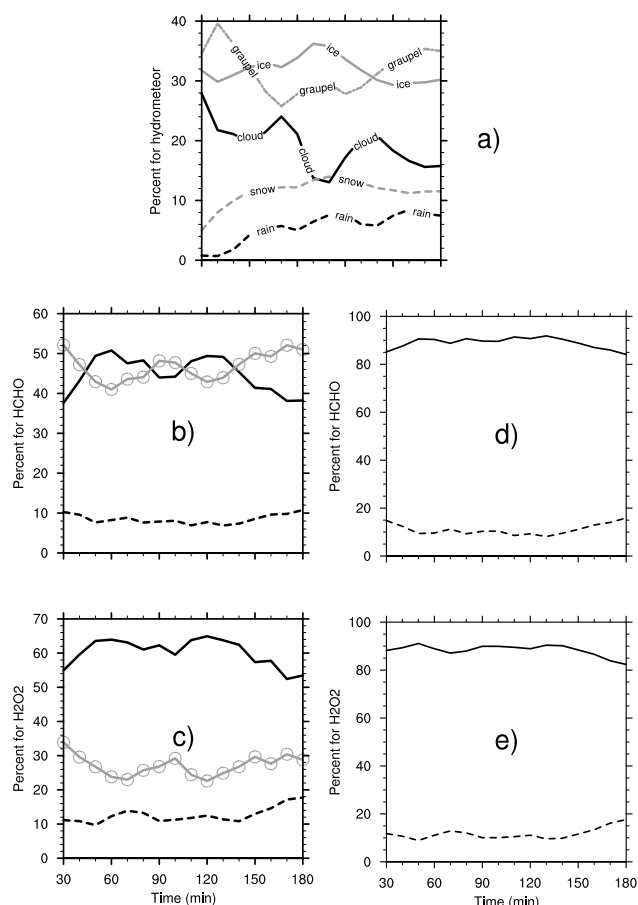 40
30
20
10
0
Percent for hydrometeor
graupel
ice
ice
graupel
graupel
ice
cloud
cloud
cloud
snow
snow
rain
rain
rain
a)
60
50
40
30
20
10
0
Percent for HCHO
b)
100
80
60
40
20
0
Percent for HCHO
d)
70
60
50
40
30
20
10
0
Percent for H2O2
c)
30 60 90 120 150 180
Time (min)
100
80
60
40
20
0
Percent for H2O2
e)
30 60 90 120 150 180
Time (min)